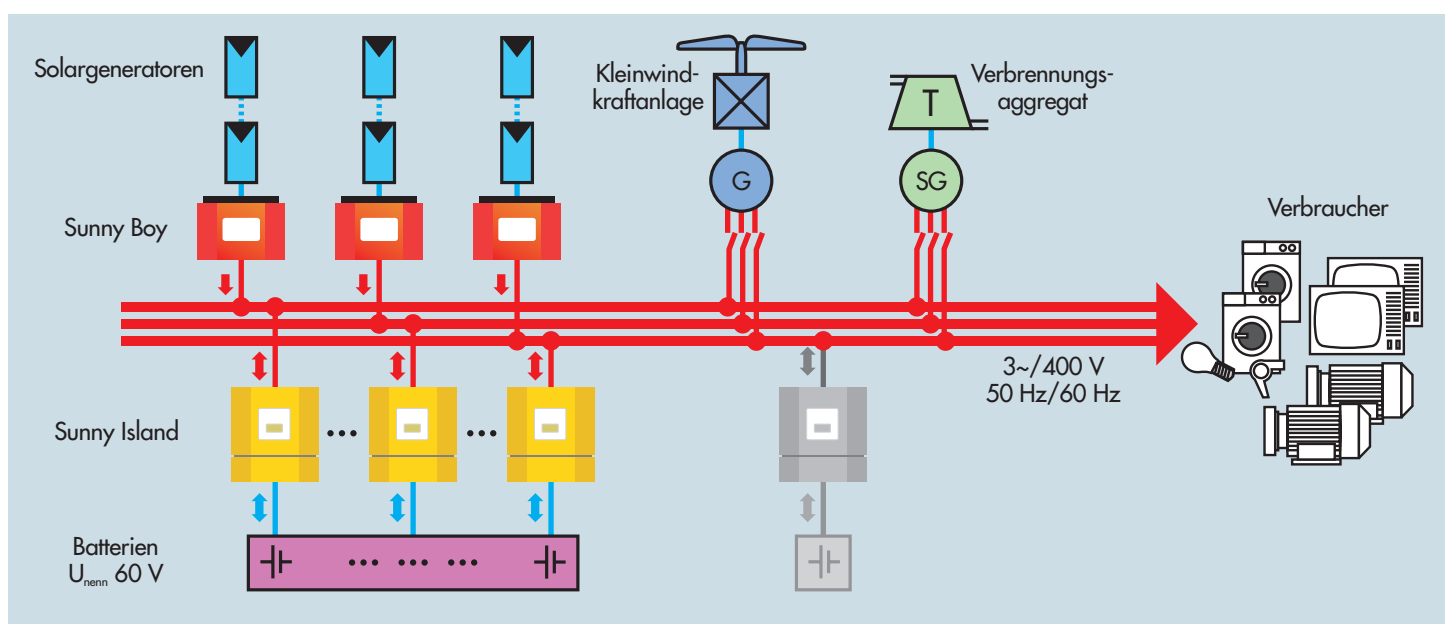 Solargeneratoren
Kleinwind-
kraftanlage
Verbrennungs-
aggregat
T
G
SG
Sunny Boy
Verbraucher
3~/400 V
50 Hz/60 Hz
Sunny Island
Batterien
Unenn 60 V